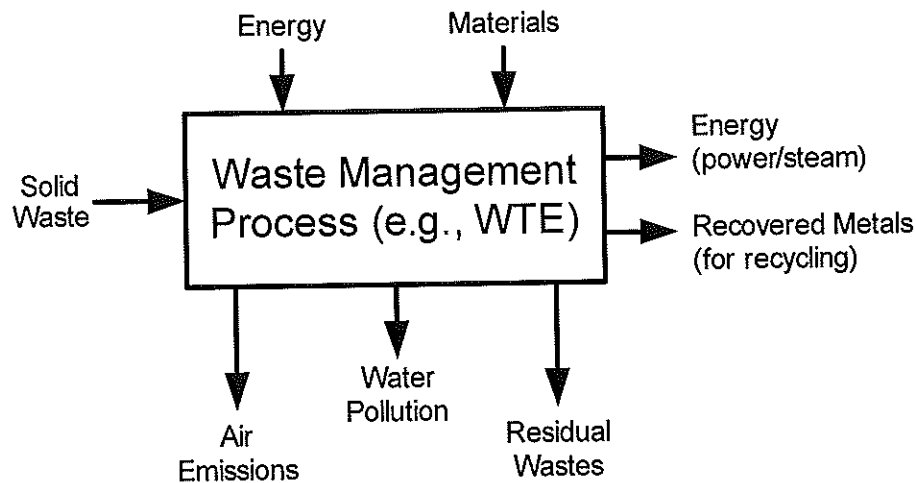 Energy
Materials
Solid
Waste
Waste Management
Process (e.g., WTE)
Energy
(power/steam)
Recovered Metals
(for recycling)
Air
Emissions
Water
Pollution
Residual
Wastes